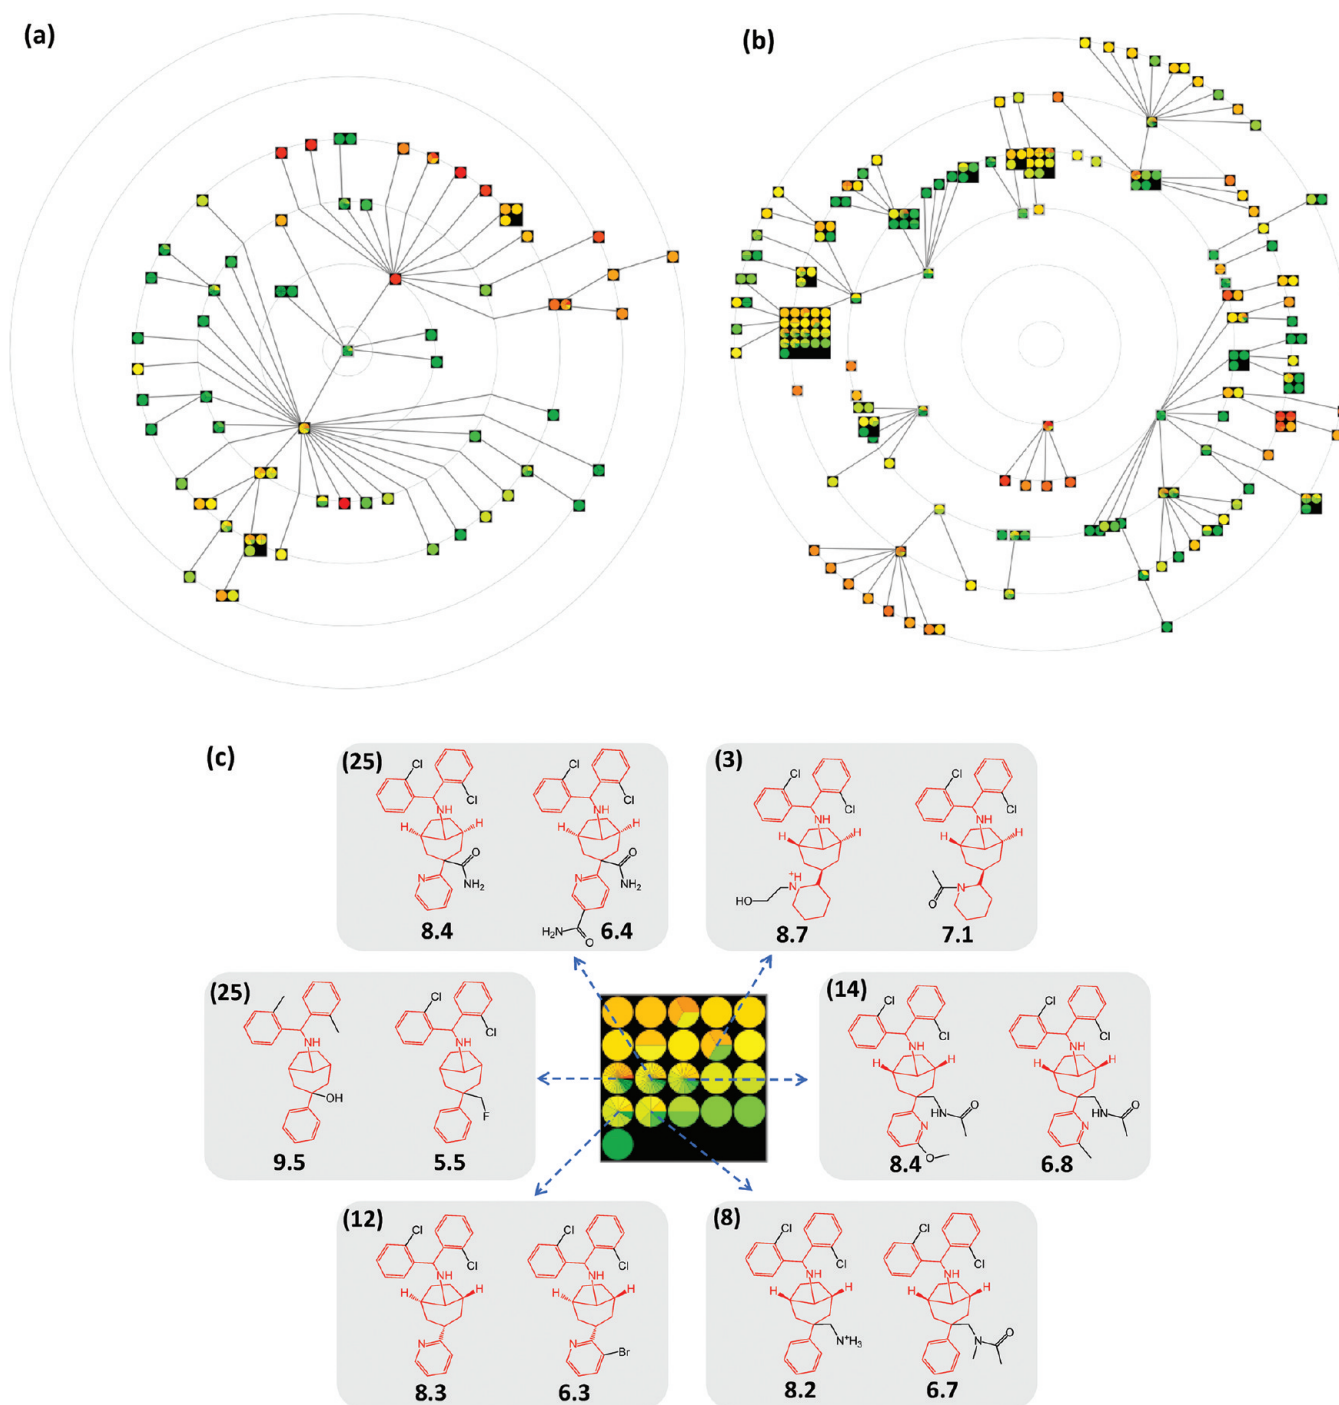 (a)
(b)
(c)
(25)
Cl
Cl
NH
H
H
O
N
NH2
8.4
Cl
Cl
NH
H
H
O
N
NH2
H2N
O
6.4
(3)
Cl
Cl
NH
H
H
H
+
N
HO
8.7
Cl
Cl
NH
H
H
N
O
7.1
(25)
NH
OH
9.5
Cl
Cl
NH
F
5.5
(14)
Cl
Cl
NH
H
H
O
HN
N
O
8.4
Cl
Cl
NH
H
H
O
HN
N
6.8
(12)
Cl
Cl
NH
H
H
N
8.3
Cl
Cl
NH
H
H
N
Br
6.3
(8)
Cl
Cl
NH
H
H
N+H3
8.2
Cl
Cl
NH
H
H
N
O
6.7